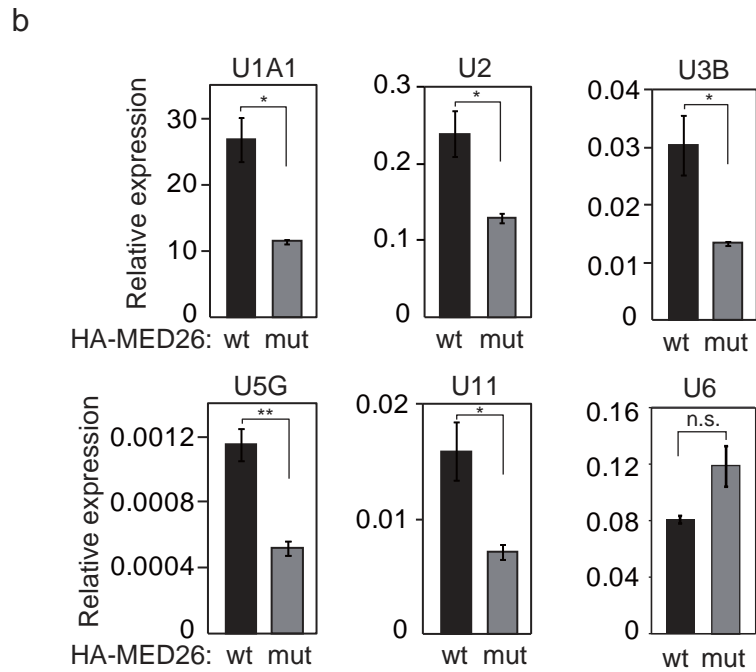 b
U1A1
U2
U3B
Relative expression
30
20
10
0
*
0.3
0.2
0.1
0
*
0.04
0.03
0.02
0.01
0
*
HA-MED26: wt mut
wt mut
wt mut
U5G
U11
U6
Relative expression
0.0012
0.0008
0.0004
0
**
0.02
0.01
0
*
0.16
0.12
0.08
0.04
0
n.s.
HA-MED26: wt mut
wt mut
wt mut